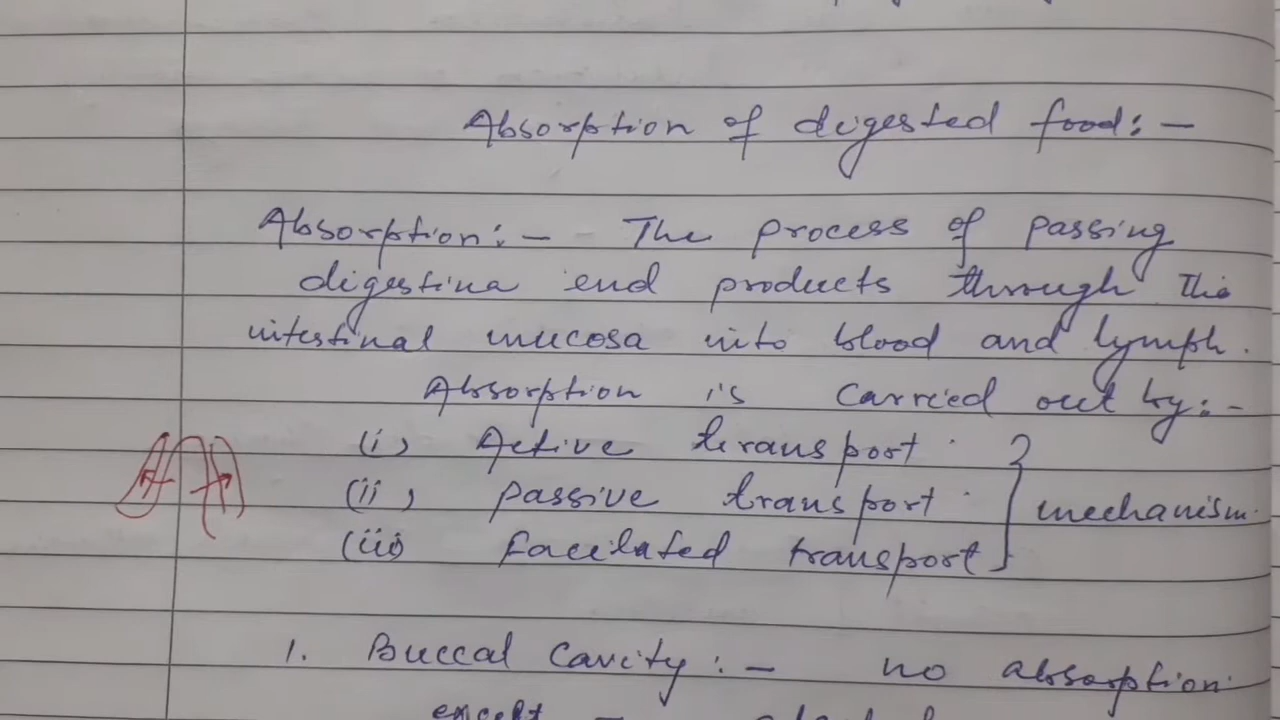 Absorption of digested food:-
Absorption:- - The process of passing
digestina end products through the
intestinal mucosa into blood and lymph.
Absorption is carried out by:-
(i) Active transport
(ii) passive transport
mechanism.
(iii) facilated transport
1. Buccal Cavity:- no absorption
except -